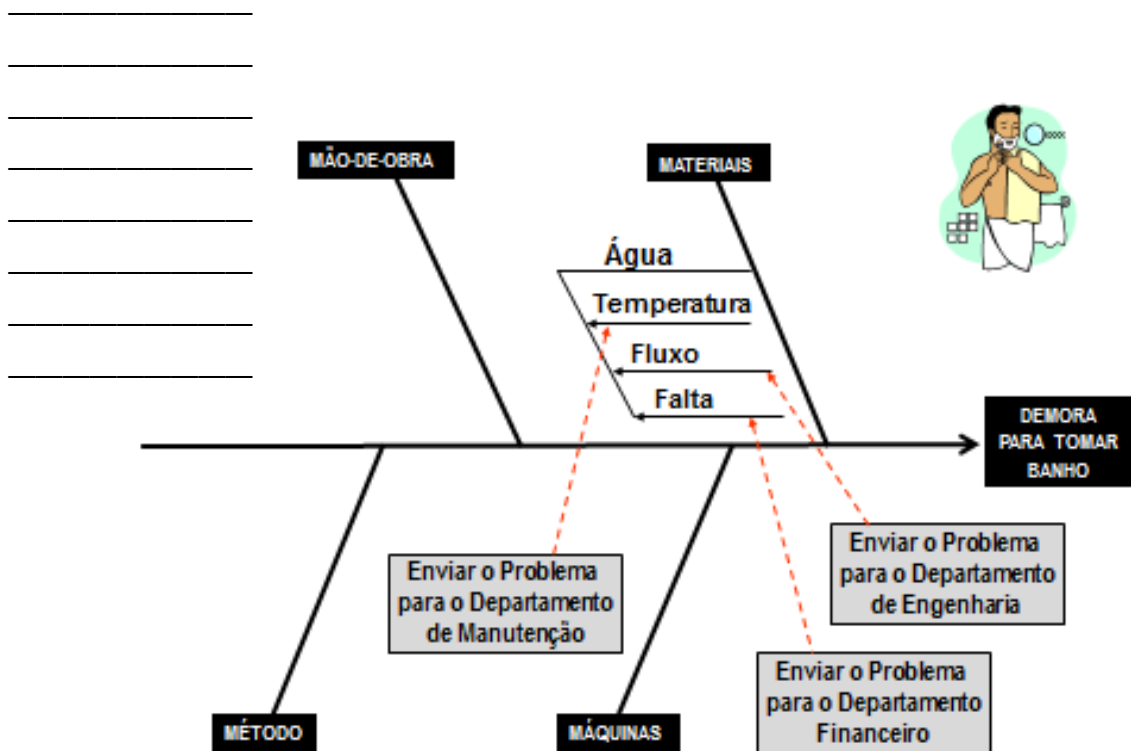 MÃO-DE-OBRA
MATERIAIS
Água
Temperatura
Fluxo
Falta
DEMORA
PARA TOMAR
BANHO
Enviar o Problema
para o Departamento
de Manutenção
Enviar o Problema
para o Departamento
de Engenharia
Enviar o Problema
para o Departamento
Financeiro
MÉTODO
MÁQUINAS